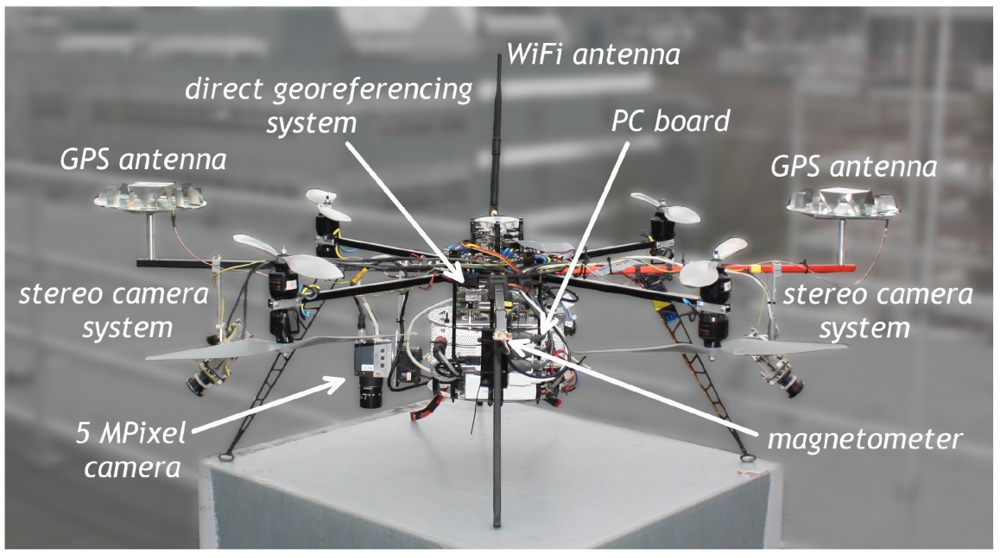 WiFi antenna
direct georeferencing
system
PC board
GPS antenna
GPS antenna
stereo camera
system
stereo camera
system
5 MPixel
camera
magnetometer